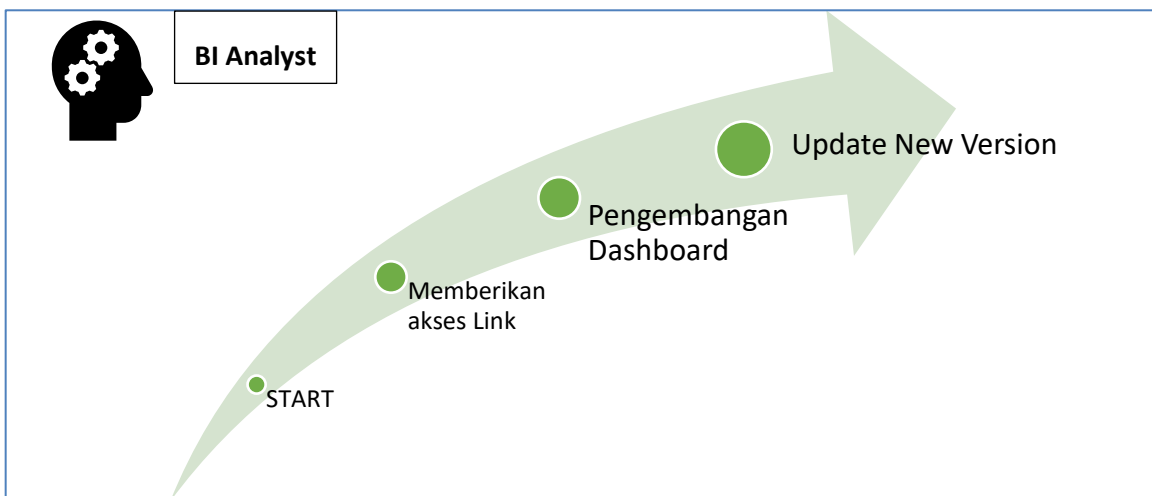 BI Analyst
Update New Version
Pengembangan
Dashboard
Memberikan
akses Link
START